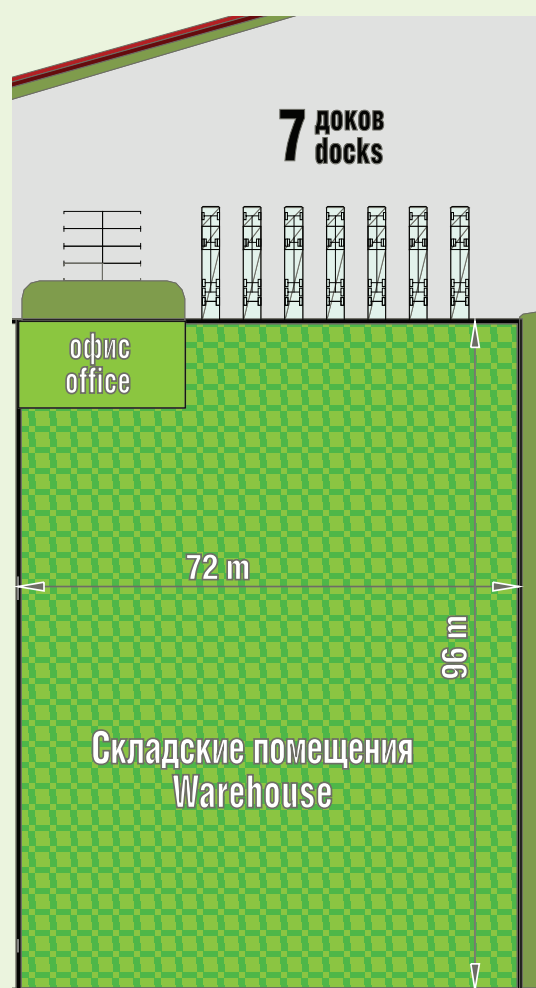 7 доков
docks
офис
office
72 m
96 m
Складские помещения
Warehouse